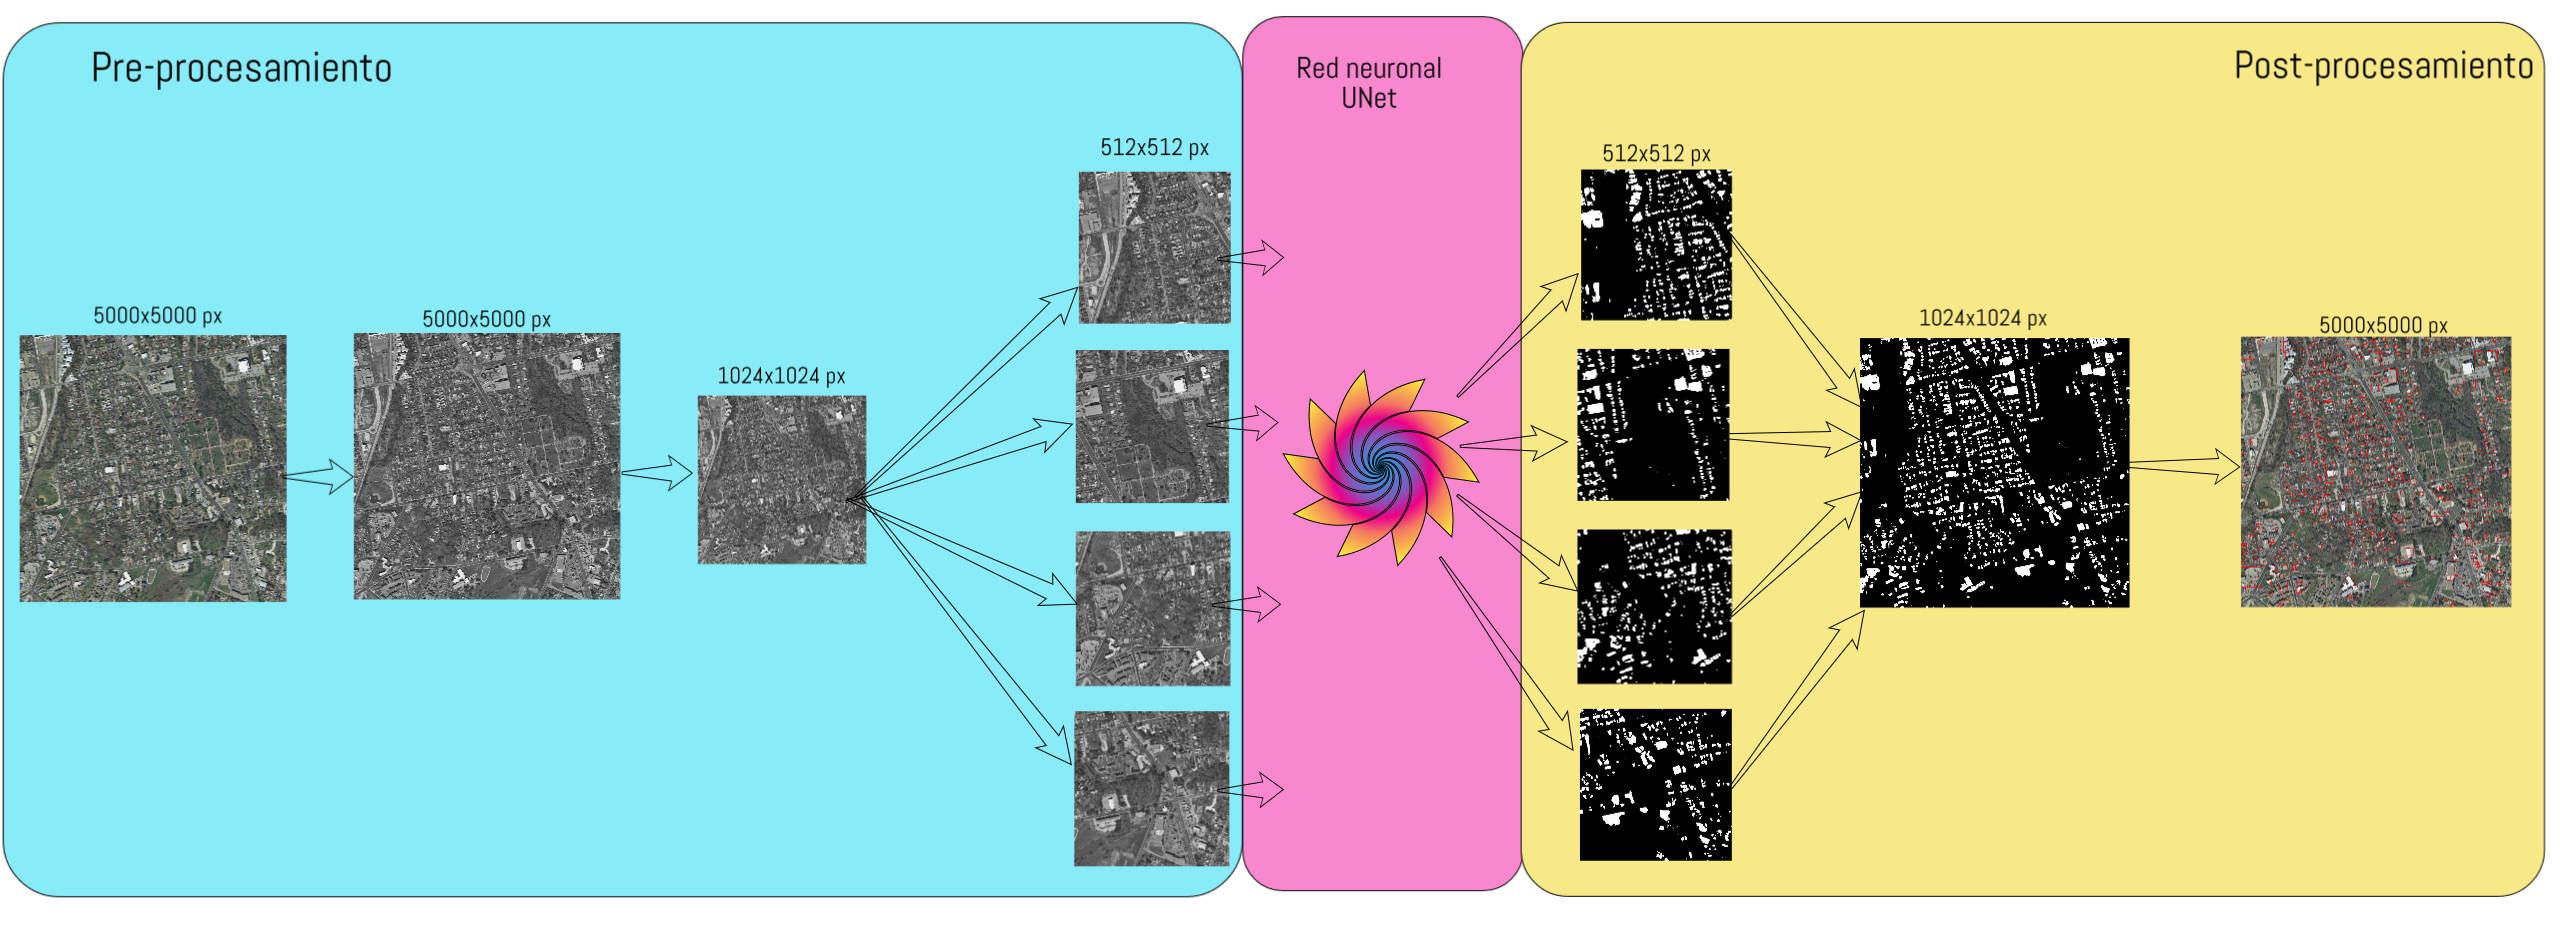 Pre-procesamiento
5000x5000 px
5000x5000 px
1024x1024 px
512x512 px
Red neuronal
UNet
Post-procesamiento
512x512 px
1024x1024 px
5000x5000 px